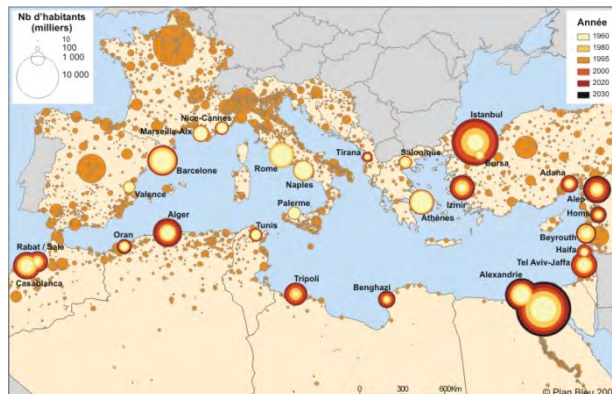 Nb d'habitants
(milliers)
10
100
1 000
10 000
Année
1960
1980
1995
2000
2020
2030
Nice-Cannes
Marseille-Aix
Barcelone
Valence
Rome
Naples
Palerme
Tirana
Salonique
Istanbul
Bursa
Izmir
Athènes
Adana
Alep
Homs
Beyrouth
Haifa
Tel Aviv-Jaffa
Alexandrie
Alger
Oran
Tunis
Rabat / Salé
Casablanca
Tripoli
Benghazi
0 300 600Km
© Plan Bleu 200